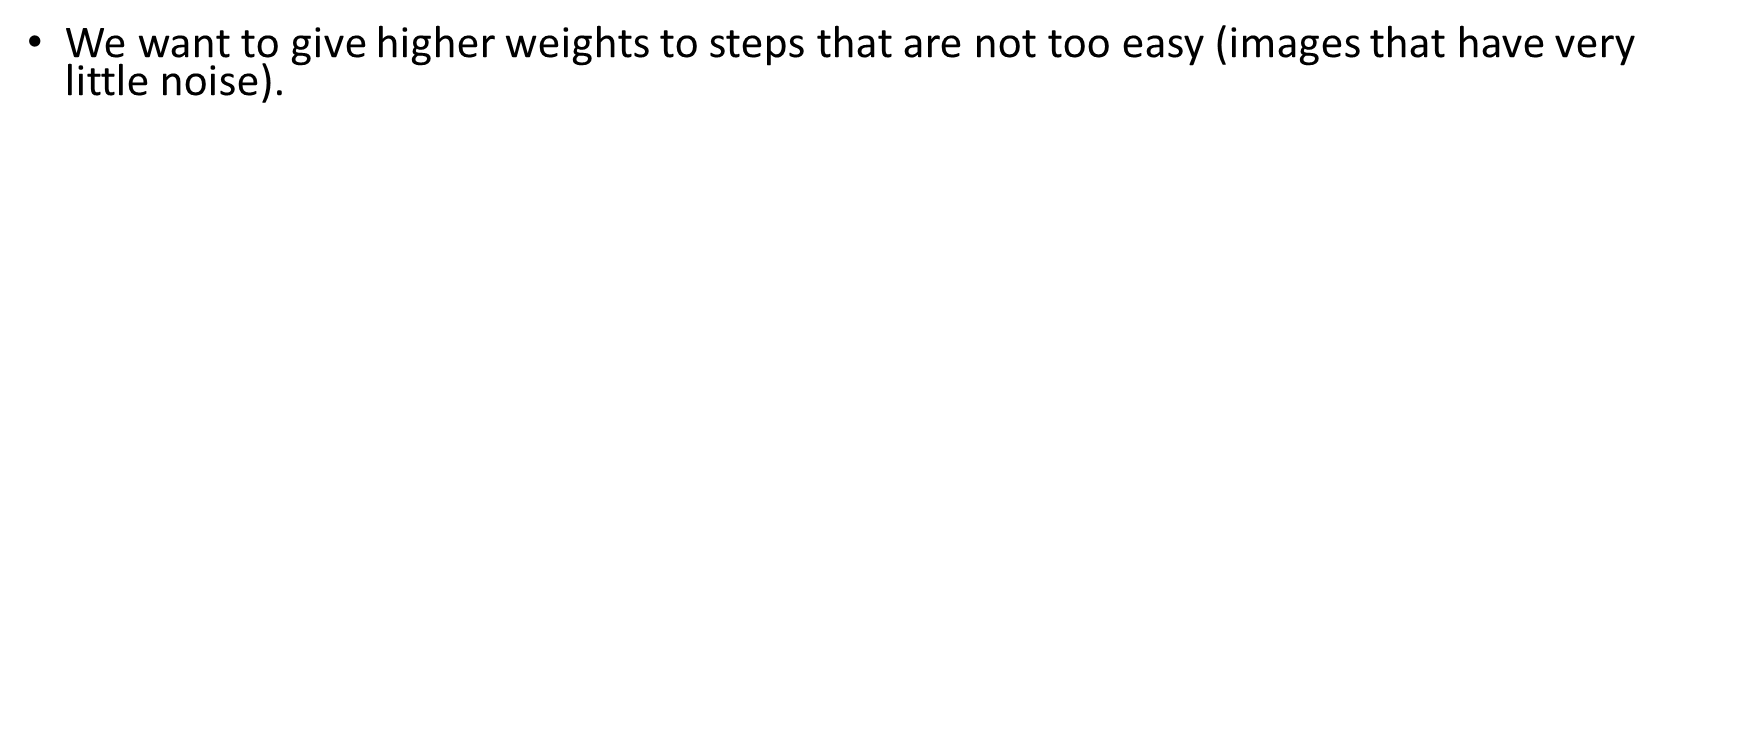 • We want to give higher weights to steps that are not too easy (images that have very
little noise).